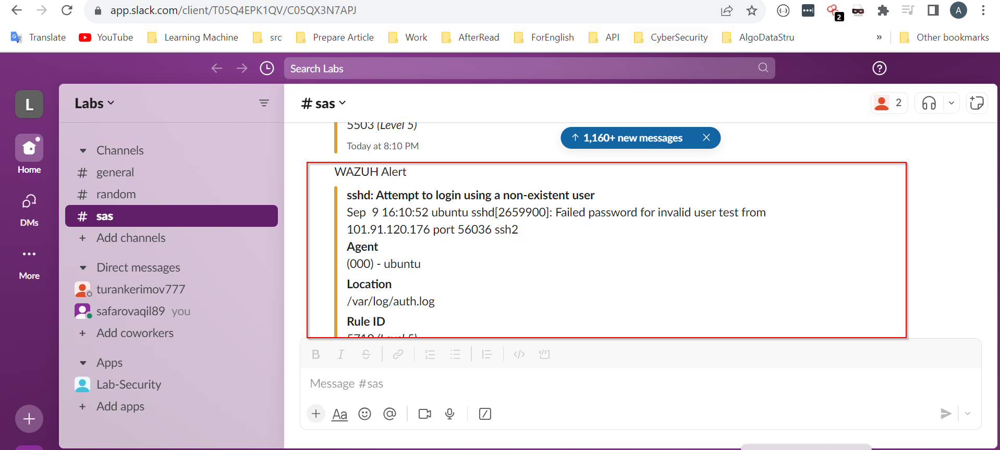 app.slack.com/client/T05Q4EPK1QV/C05QX3N7APJ
2
A
Translate
YouTube
Learning Machine
src
Prepare Article
Work
AfterRead
ForEnglish
API
CyberSecurity
AlgoDataStru
»
Other bookmarks
Search Labs
L
Home
DMs
More
Labs
Channels
# general
# random
# sas
+ Add channels
Direct messages
turankerimov777
safarovaqil89 you
+ Add coworkers
Apps
Lab-Security
+ Add apps
# sas
2
5503 (Level 5)
Today at 8:10 PM
↑ 1,160+ new messages
WAZUH Alert
sshd: Attempt to login using a non-existent user
Sep  9 16:10:52 ubuntu sshd[2659900]: Failed password for invalid user test from
101.91.120.176 port 56036 ssh2
Agent
(000) - ubuntu
Location
/var/log/auth.log
Rule ID
5710 (Level 5)
Message #sas
Aa